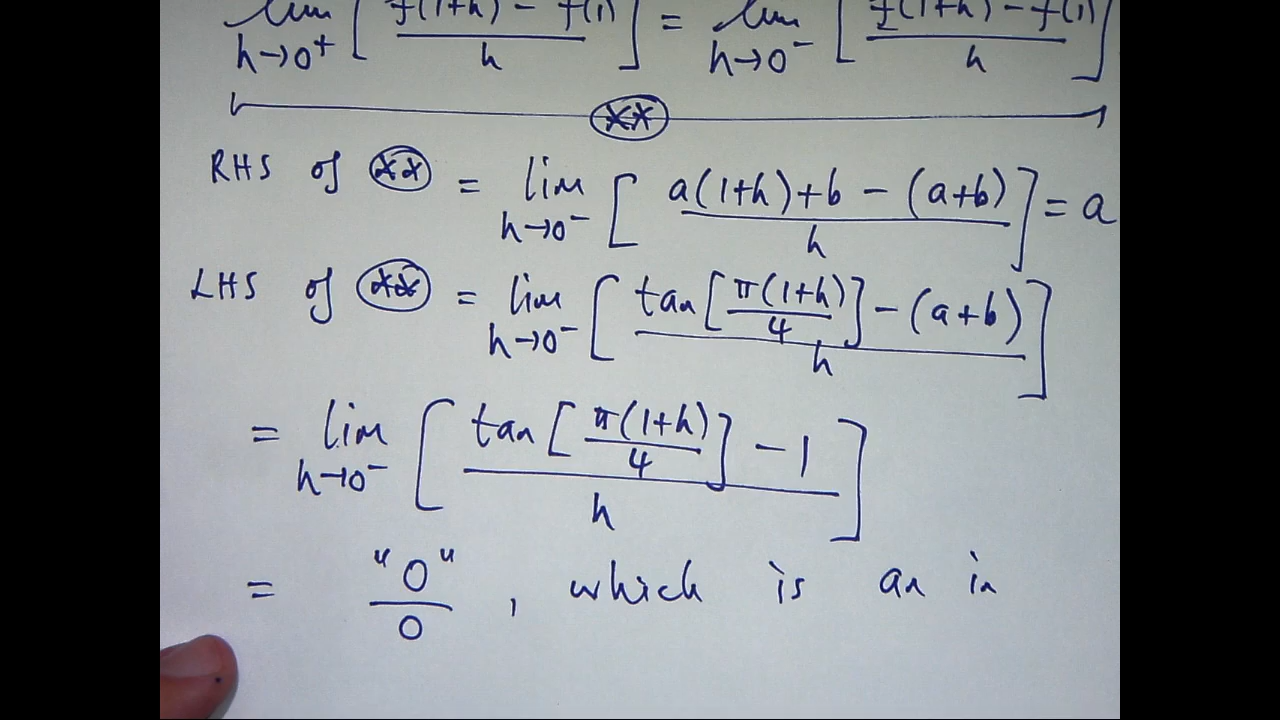 lim h→0⁺ [ (f(1+h) - f(1)) / h ] = lim h→0⁻ [ (f(1+h) - f(1)) / h ]
**
RHS of ** = lim h→0⁻ [ (a(1+h)+b - (a+b)) / h ] = a
LHS of ** = lim h→0⁻ [ (tan[π(1+h)/4] - (a+b)) / h ]
= lim h→0⁻ [ (tan[π(1+h)/4] - 1) / h ]
= "0"/0 , which is an in